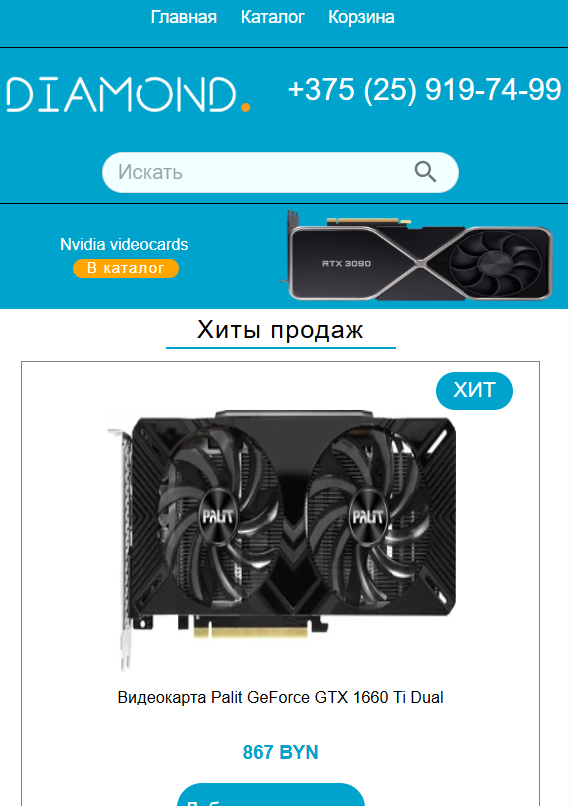 Главная Каталог Корзина
DIAMOND. +375 (25) 919-74-99
Искать
Nvidia videocards
В каталог
RTX 3090
Хиты продаж
ХИТ
PALIT PALIT
Видеокарта Palit GeForce GTX 1660 Ti Dual
867 BYN